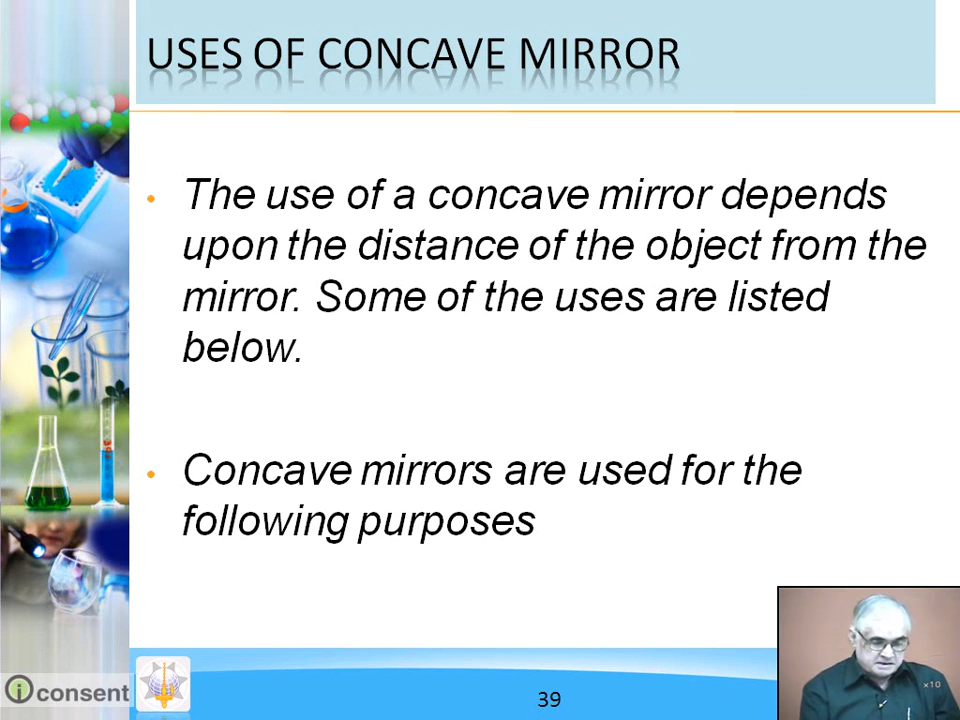 USES OF CONCAVE MIRROR
• The use of a concave mirror depends
upon the distance of the object from the
mirror. Some of the uses are listed
below.
• Concave mirrors are used for the
following purposes
×10
i consent
39